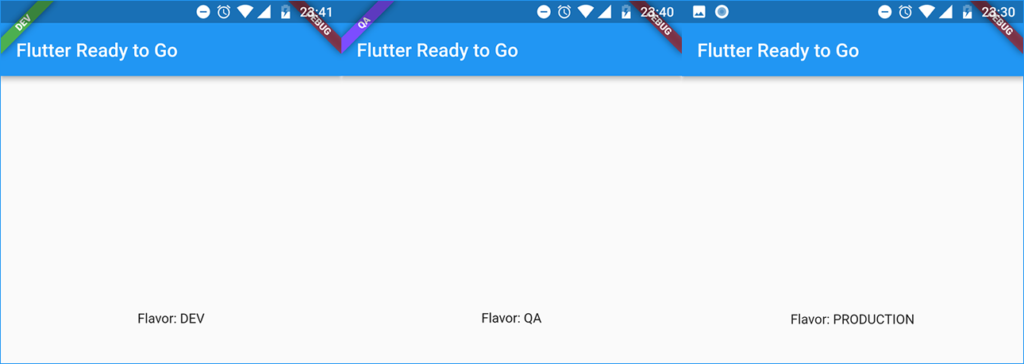 DEV
23:41
DEBUG
Flutter Ready to Go
Flavor: DEV
QA
23:40
DEBUG
Flutter Ready to Go
Flavor: QA
23:30
DEBUG
Flutter Ready to Go
Flavor: PRODUCTION